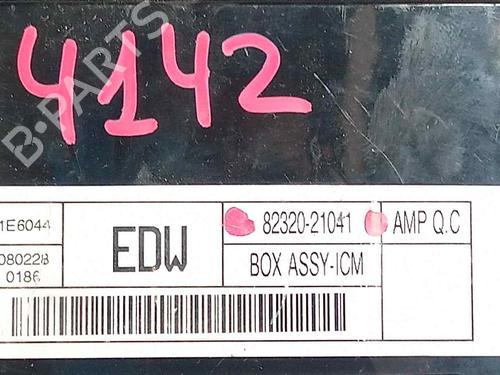 4142
B-PARTS
1E6044
EDW
82320-21041
AMP Q.C
080228
0186
BOX ASSY-ICM